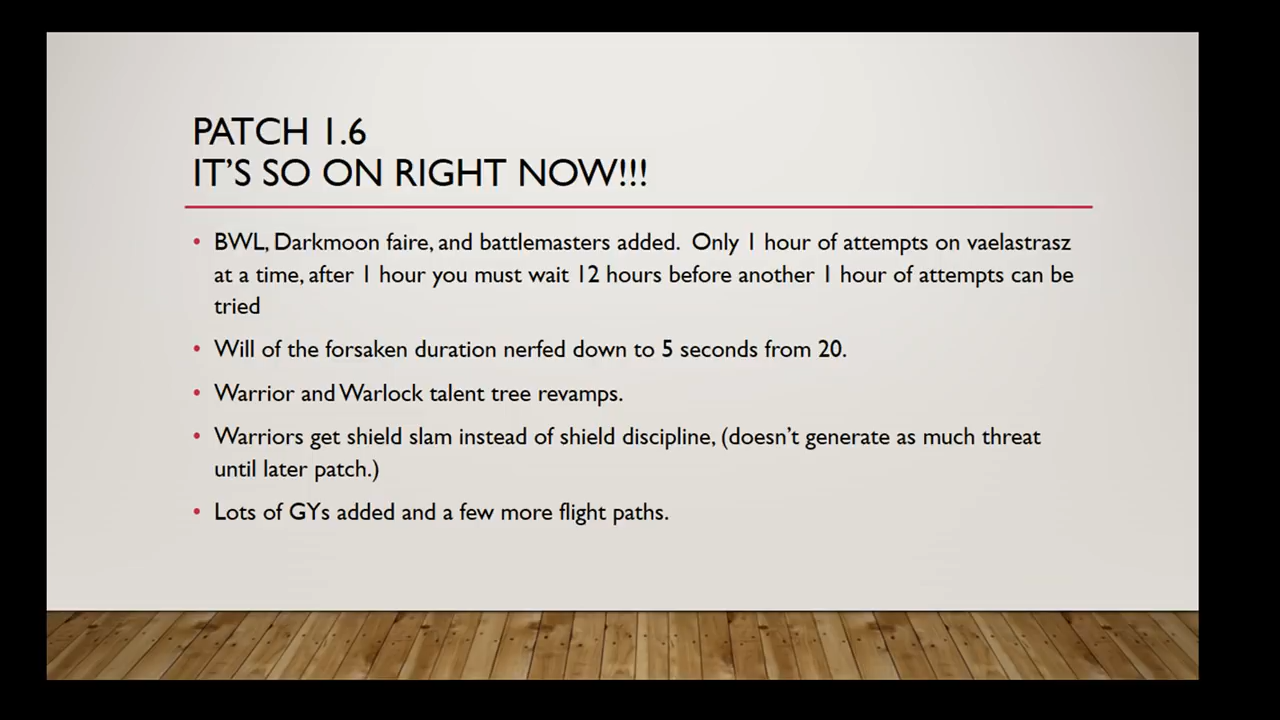 PATCH 1.6
IT'S SO ON RIGHT NOW!!!
• BWL, Darkmoon faire, and battlemasters added.  Only 1 hour of attempts on vaelastrasz
at a time, after 1 hour you must wait 12 hours before another 1 hour of attempts can be
tried
• Will of the forsaken duration nerfed down to 5 seconds from 20.
• Warrior and Warlock talent tree revamps.
• Warriors get shield slam instead of shield discipline, (doesn't generate as much threat
until later patch.)
• Lots of GYs added and a few more flight paths.